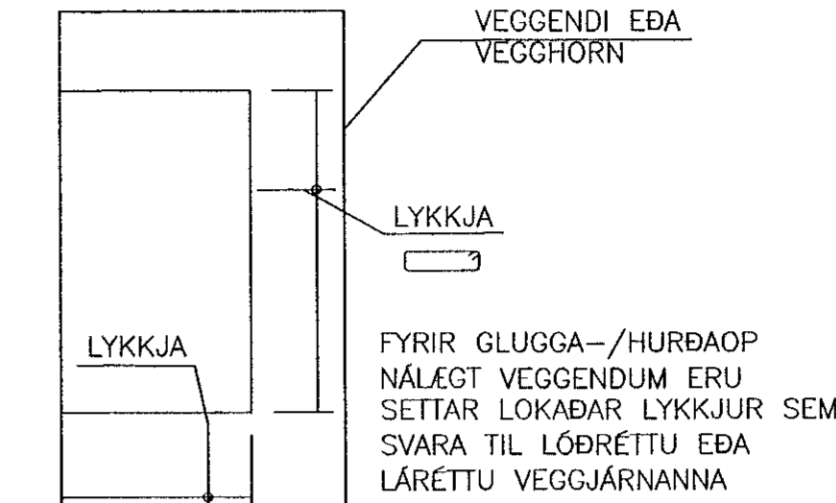 VEGGENDI EÐA
VEGGHORN
LYKKJA
LYKKJA
FYRIR GLUGGA-/HURÐAOP
NÁLÆGT VEGGENDUM ERU
SETTAR LOKAÐAR LYKKJUR SEM
SVARA TIL LÓÐRÉTTU EÐA
LÁRÉTTU VEGGJÁRNANNA